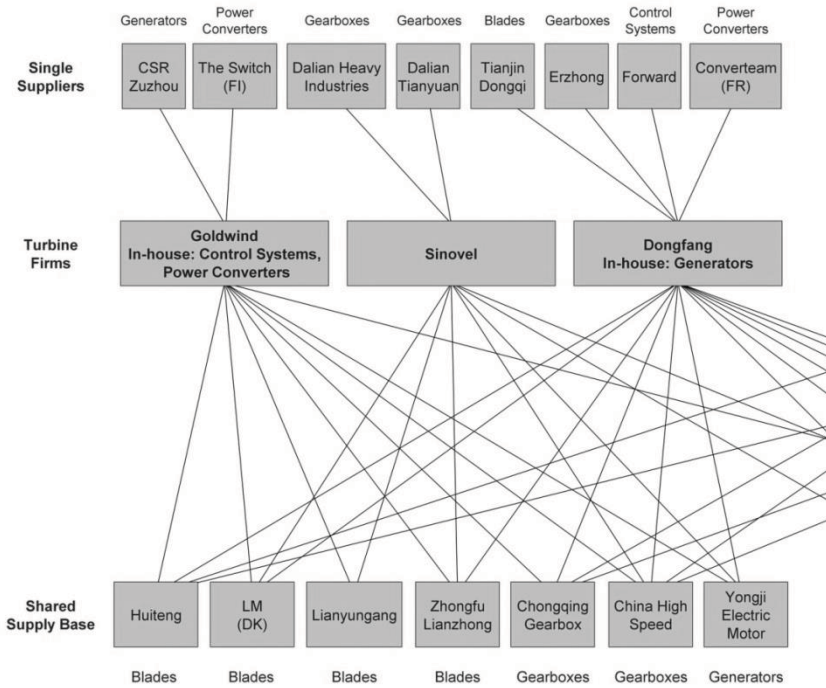 Generators
Power
Converters
Gearboxes
Gearboxes
Blades
Gearboxes
Control
Systems
Power
Converters
Single
Suppliers
CSR
Zuzhou
The Switch
(FI)
Dalian Heavy
Industries
Dalian
Tianyuan
Tianjin
Dongqi
Erzhong
Forward
Converteam
(FR)
Turbine
Firms
Goldwind
In-house: Control Systems,
Power Converters
Sinovel
Dongfang
In-house: Generators
Shared
Supply Base
Huiteng
LM
(DK)
Lianyungang
Zhongfu
Lianzhong
Chongqing
Gearbox
China High
Speed
Yongji
Electric
Motor
Blades
Blades
Blades
Blades
Gearboxes
Gearboxes
Generators